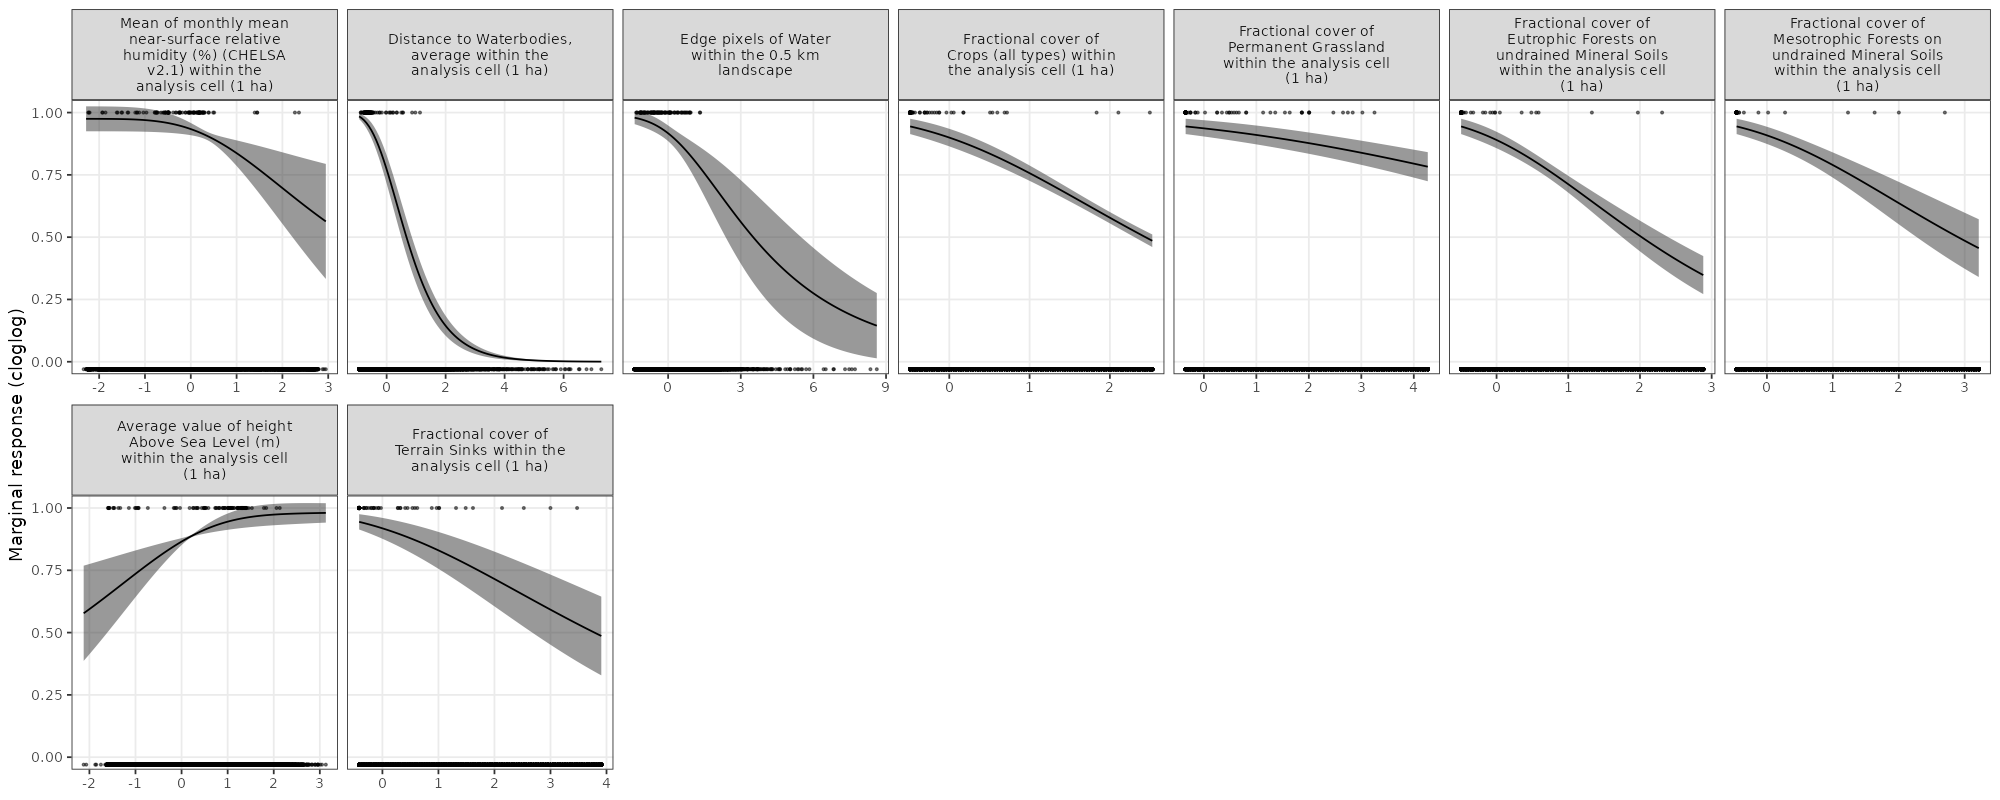 Mean of monthly mean
near-surface relative
humidity (%) (CHELSA
v2.1) within the
analysis cell (1 ha)
Distance to Waterbodies,
average within the
analysis cell (1 ha)
Edge pixels of Water
within the 0.5 km
landscape
Fractional cover of
Crops (all types) within
the analysis cell (1 ha)
Fractional cover of
Permanent Grassland
within the analysis cell
(1 ha)
Fractional cover of
Eutrophic Forests on
undrained Mineral Soils
within the analysis cell
(1 ha)
Fractional cover of
Mesotrophic Forests on
undrained Mineral Soils
within the analysis cell
(1 ha)
1.00
0.75
0.50
0.25
0.00
-2 -1 0 1 2 3
0 2 4 6
0 3 6 9
0 1 2
0 1 2 3 4
0 1 2 3
0 1 2 3
Marginal response (cloglog)
Average value of height
Above Sea Level (m)
within the analysis cell
(1 ha)
Fractional cover of
Terrain Sinks within the
analysis cell (1 ha)
1.00
0.75
0.50
0.25
0.00
-2 -1 0 1 2 3
0 1 2 3 4